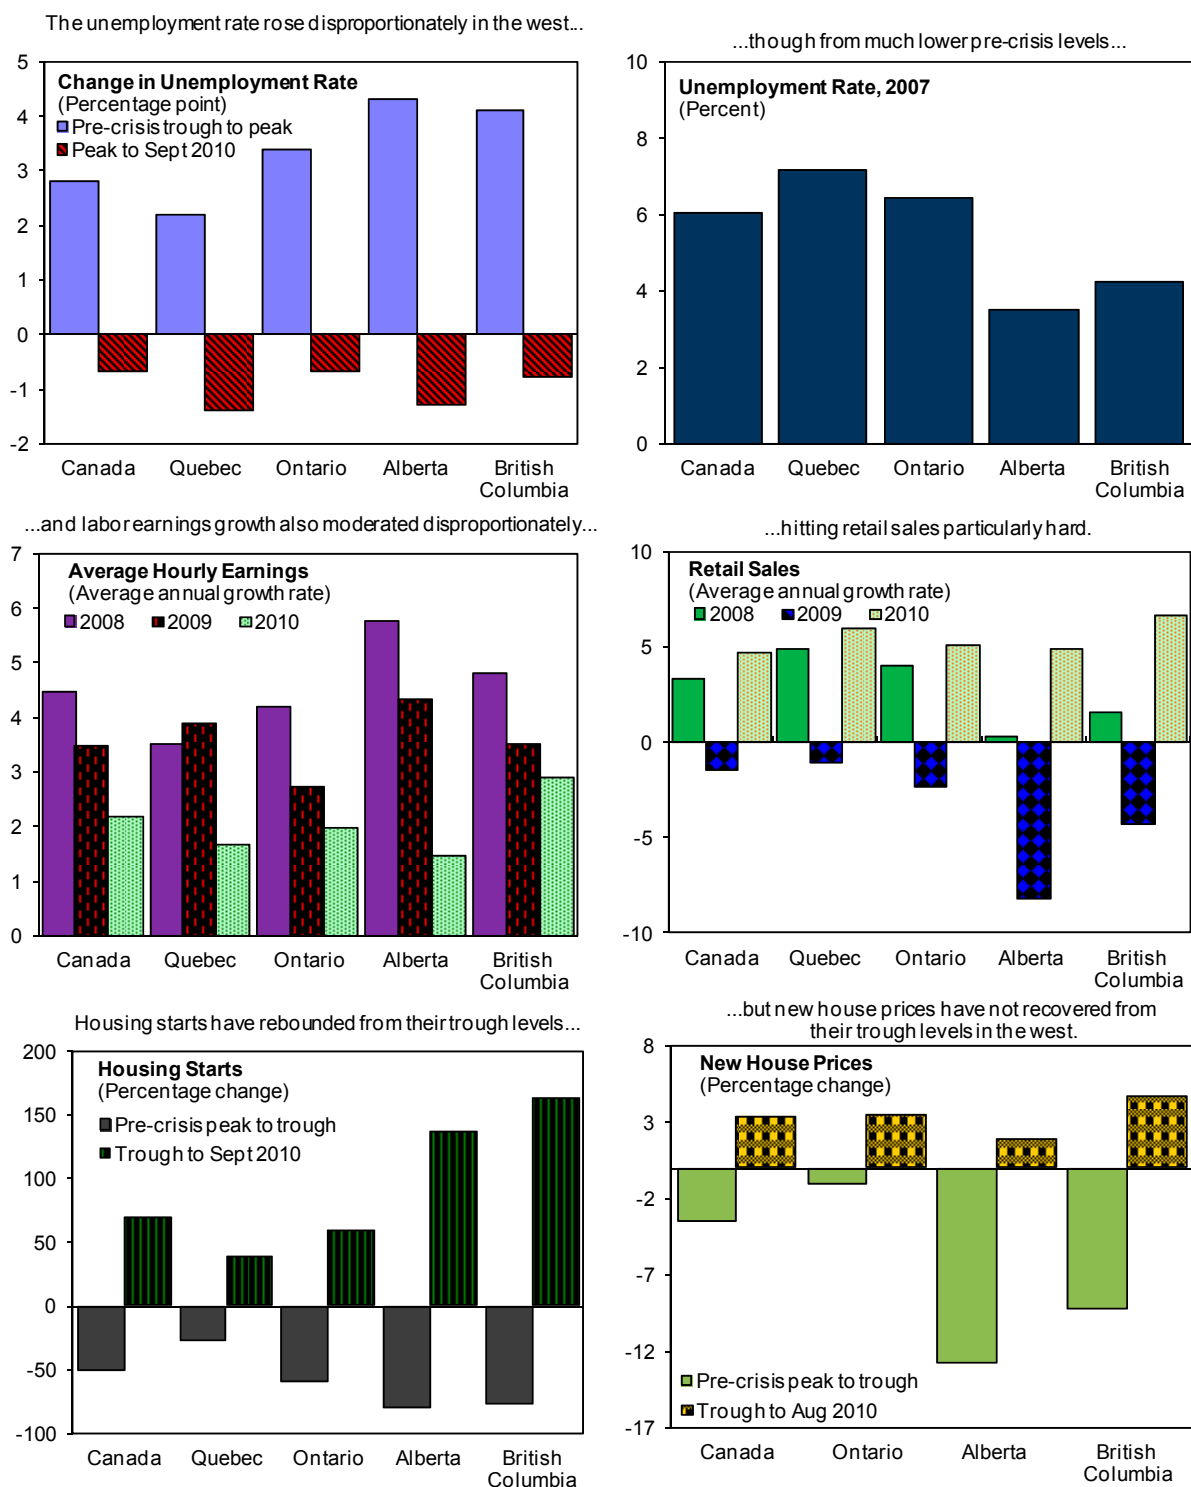 The unemployment rate rose disproportionately in the west...
5
4
3
2
1
0
-1
-2
Change in Unemployment Rate
(Percentage point)
Pre-crisis trough to peak
Peak to Sept 2010
Canada
Quebec
Ontario
Alberta
British
Columbia
...though from much lower pre-crisis levels...
10
8
6
4
2
0
Unemployment Rate, 2007
(Percent)
Canada
Quebec
Ontario
Alberta
British
Columbia
...and labor earnings growth also moderated disproportionately...
7
6
5
4
3
2
1
0
Average Hourly Earnings
(Average annual growth rate)
2008 2009 2010
Canada
Quebec
Ontario
Alberta
British
Columbia
...hitting retail sales particularly hard.
10
5
0
-5
-10
Retail Sales
(Average annual growth rate)
2008 2009 2010
Canada
Quebec
Ontario
Alberta
British
Columbia
Housing starts have rebounded from their trough levels...
200
150
100
50
0
-50
-100
Housing Starts
(Percentage change)
Pre-crisis peak to trough
Trough to Sept 2010
Canada
Quebec
Ontario
Alberta
British
Columbia
...but new house prices have not recovered from
their trough levels in the west.
8
3
-2
-7
-12
-17
New House Prices
(Percentage change)
Pre-crisis peak to trough
Trough to Aug 2010
Canada
Ontario
Alberta
British
Columbia